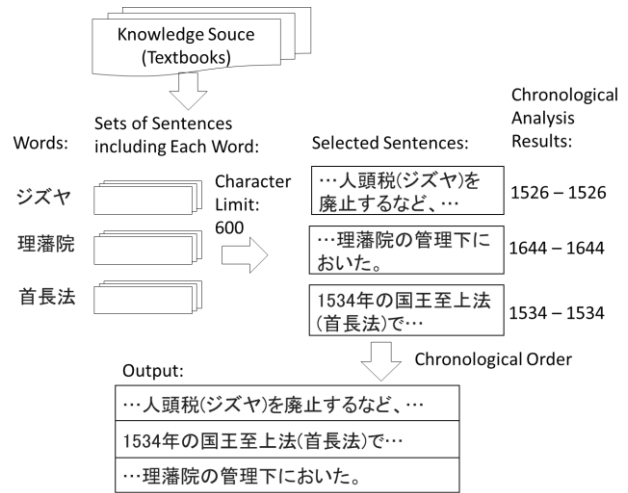 Knowledge Souce
(Textbooks)
Words:
Sets of Sentences
including Each Word:
ジズヤ
理藩院
首長法
Character
Limit:
600
Selected Sentences:
Chronological
Analysis
Results:
…人頭税(ジズヤ)を
廃止するなど、…
1526 – 1526
…理藩院の管理下に
おいた。
1644 – 1644
1534年の国王至上法
(首長法)で…
1534 – 1534
Chronological Order
Output:
…人頭税(ジズヤ)を廃止するなど、…
1534年の国王至上法(首長法)で…
…理藩院の管理下においた。